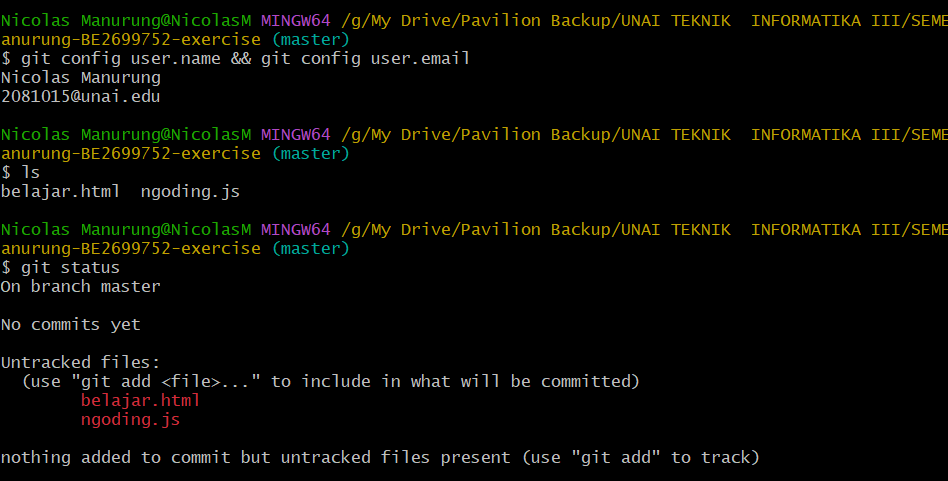 Nicolas Manurung@NicolasM MINGW64 /g/My Drive/Pavilion Backup/UNAI TEKNIK  INFORMATIKA III/SEME
anurung-BE2699752-exercise (master)
$ git config user.name && git config user.email
Nicolas Manurung
2081015@unai.edu
Nicolas Manurung@NicolasM MINGW64 /g/My Drive/Pavilion Backup/UNAI TEKNIK  INFORMATIKA III/SEME
anurung-BE2699752-exercise (master)
$ ls
belajar.html  ngoding.js
Nicolas Manurung@NicolasM MINGW64 /g/My Drive/Pavilion Backup/UNAI TEKNIK  INFORMATIKA III/SEME
anurung-BE2699752-exercise (master)
$ git status
On branch master
No commits yet
Untracked files:
  (use "git add <file>..." to include in what will be committed)
        belajar.html
        ngoding.js
nothing added to commit but untracked files present (use "git add" to track)